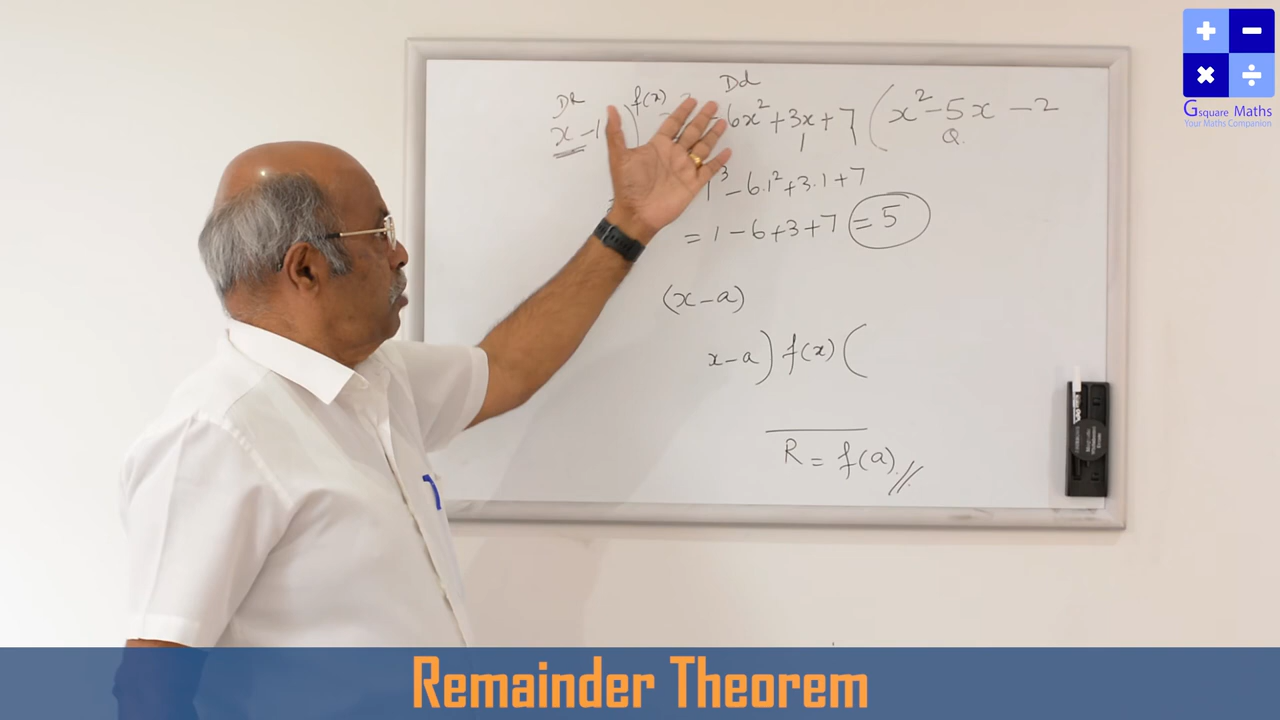 DR f(x) Dd
x - 1 ) - 6x² + 3x + 7 ( x² - 5x - 2
1 Q.
1³ - 6.1² + 3.1 + 7
= 1 - 6 + 3 + 7 = 5
(x - a)
x - a ) f(x) (
R = f(a) //
+ −
× ÷
Gsquare Maths
Your Maths Companion
Remainder Theorem